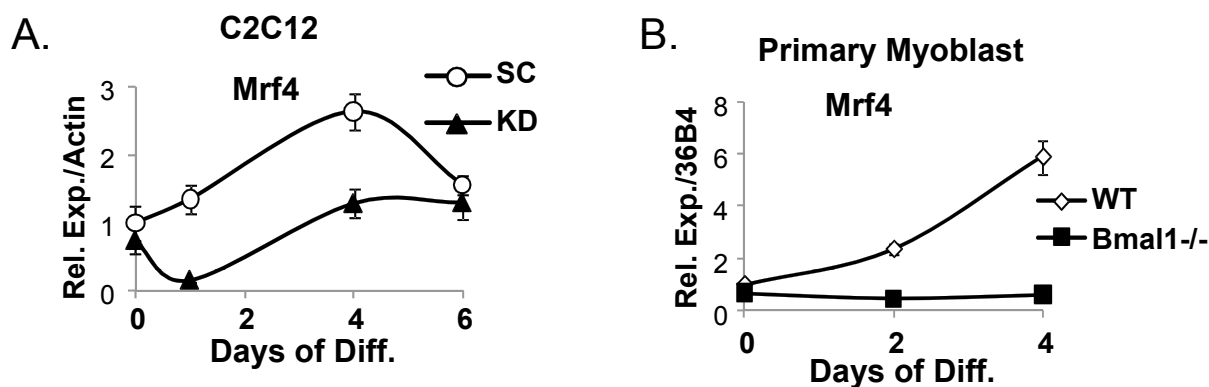 A.
C2C12
Mrf4
SC
KD
Rel. Exp./Actin
3
2
1
0
0 2 4 6
Days of Diff.
B.
Primary Myoblast
Mrf4
WT
Bmal1-/-
Rel. Exp./36B4
8
6
4
2
0
0 2 4
Days of Diff.